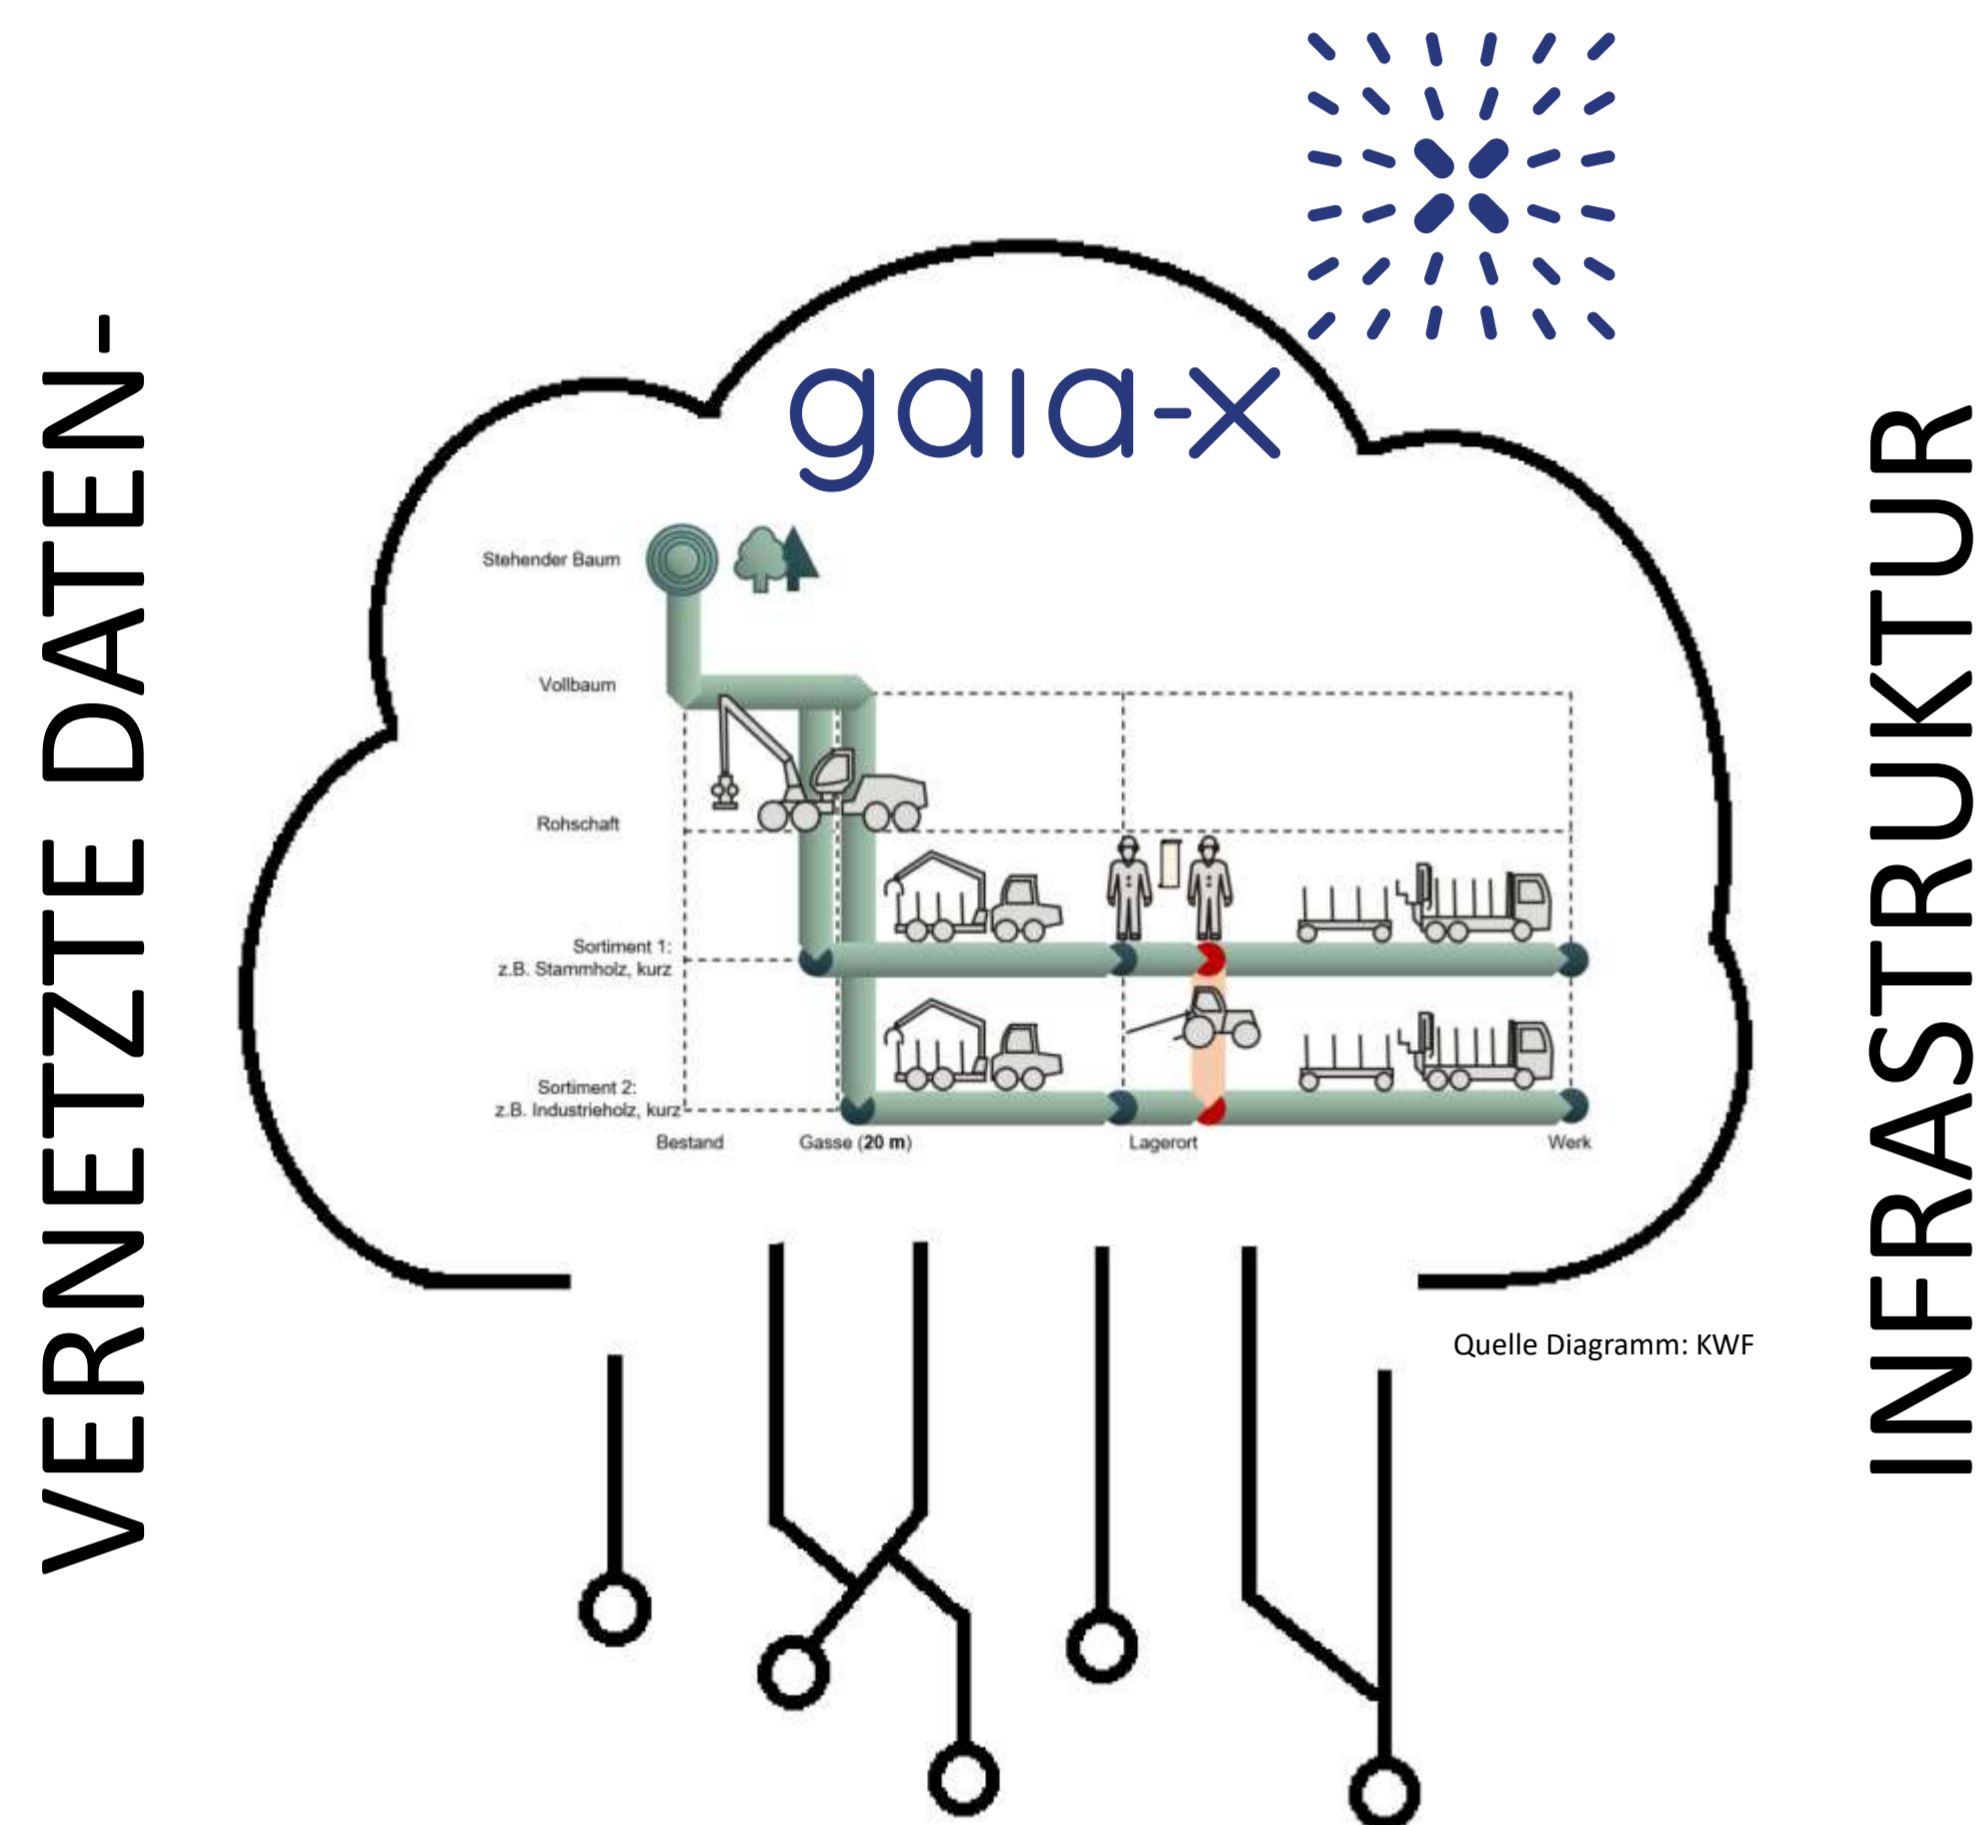 VERNETZTE DATEN-
gaia-x
Stehender Baum
Vollbaum
Rohschaft
Sortiment 1:
z.B. Stammholz, kurz
Sortiment 2:
z.B. Industrieholz, kurz
Bestand
Gasse (20 m)
Lagerort
Werk
Quelle Diagramm: KWF
INFRASTRUKTUR